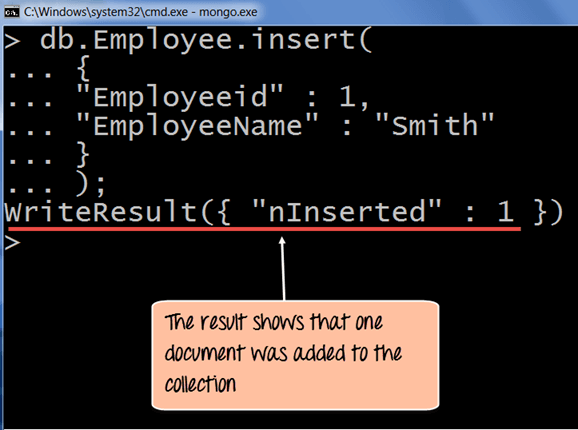 C:\Windows\system32\cmd.exe - mongo.exe
> db.Employee.insert(
... {
... "Employeeid" : 1,
... "EmployeeName" : "Smith"
... }
... );
WriteResult({ "nInserted" : 1 })
>
The result shows that one
document was added to the
collection